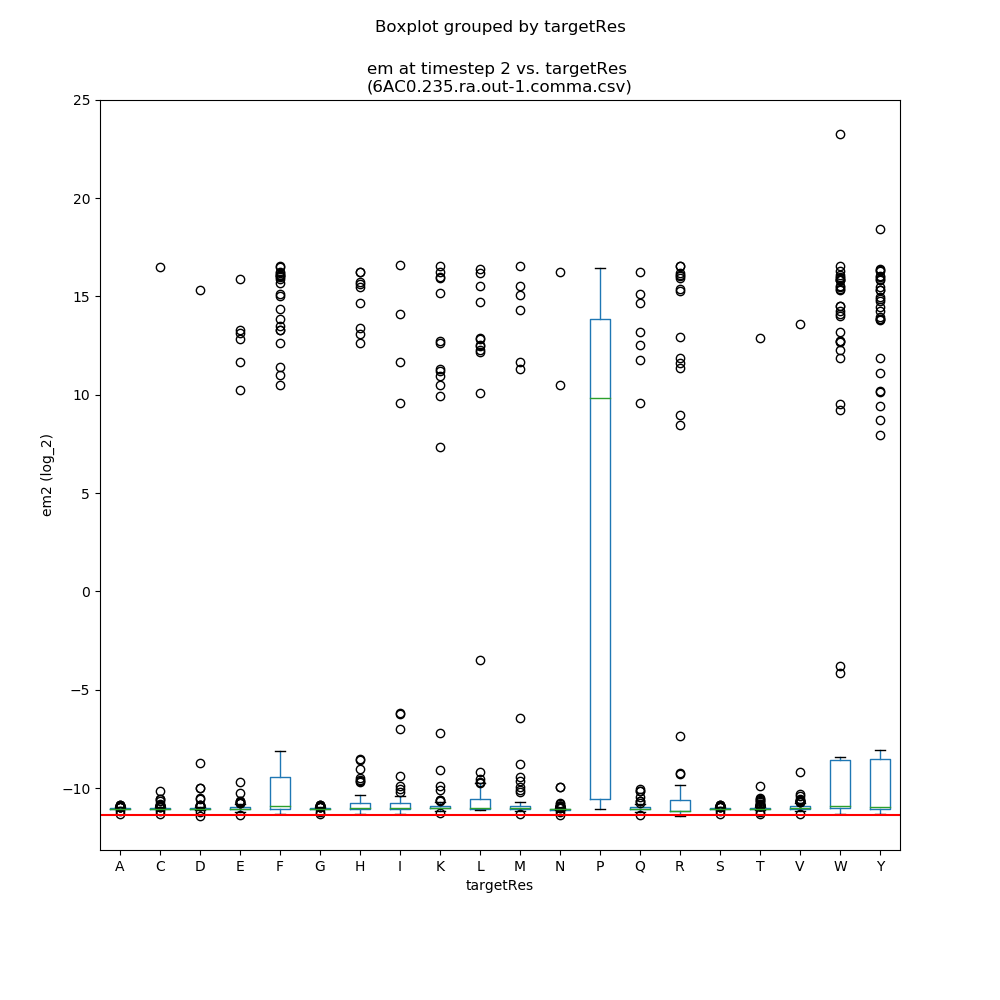 Boxplot grouped by targetRes
em at timestep 2 vs. targetRes
(6AC0.235.ra.out-1.comma.csv)
25
20
15
10
5
0
−5
−10
em2 (log_2)
A C D E F G H I K L M N P Q R S T V W Y
targetRes